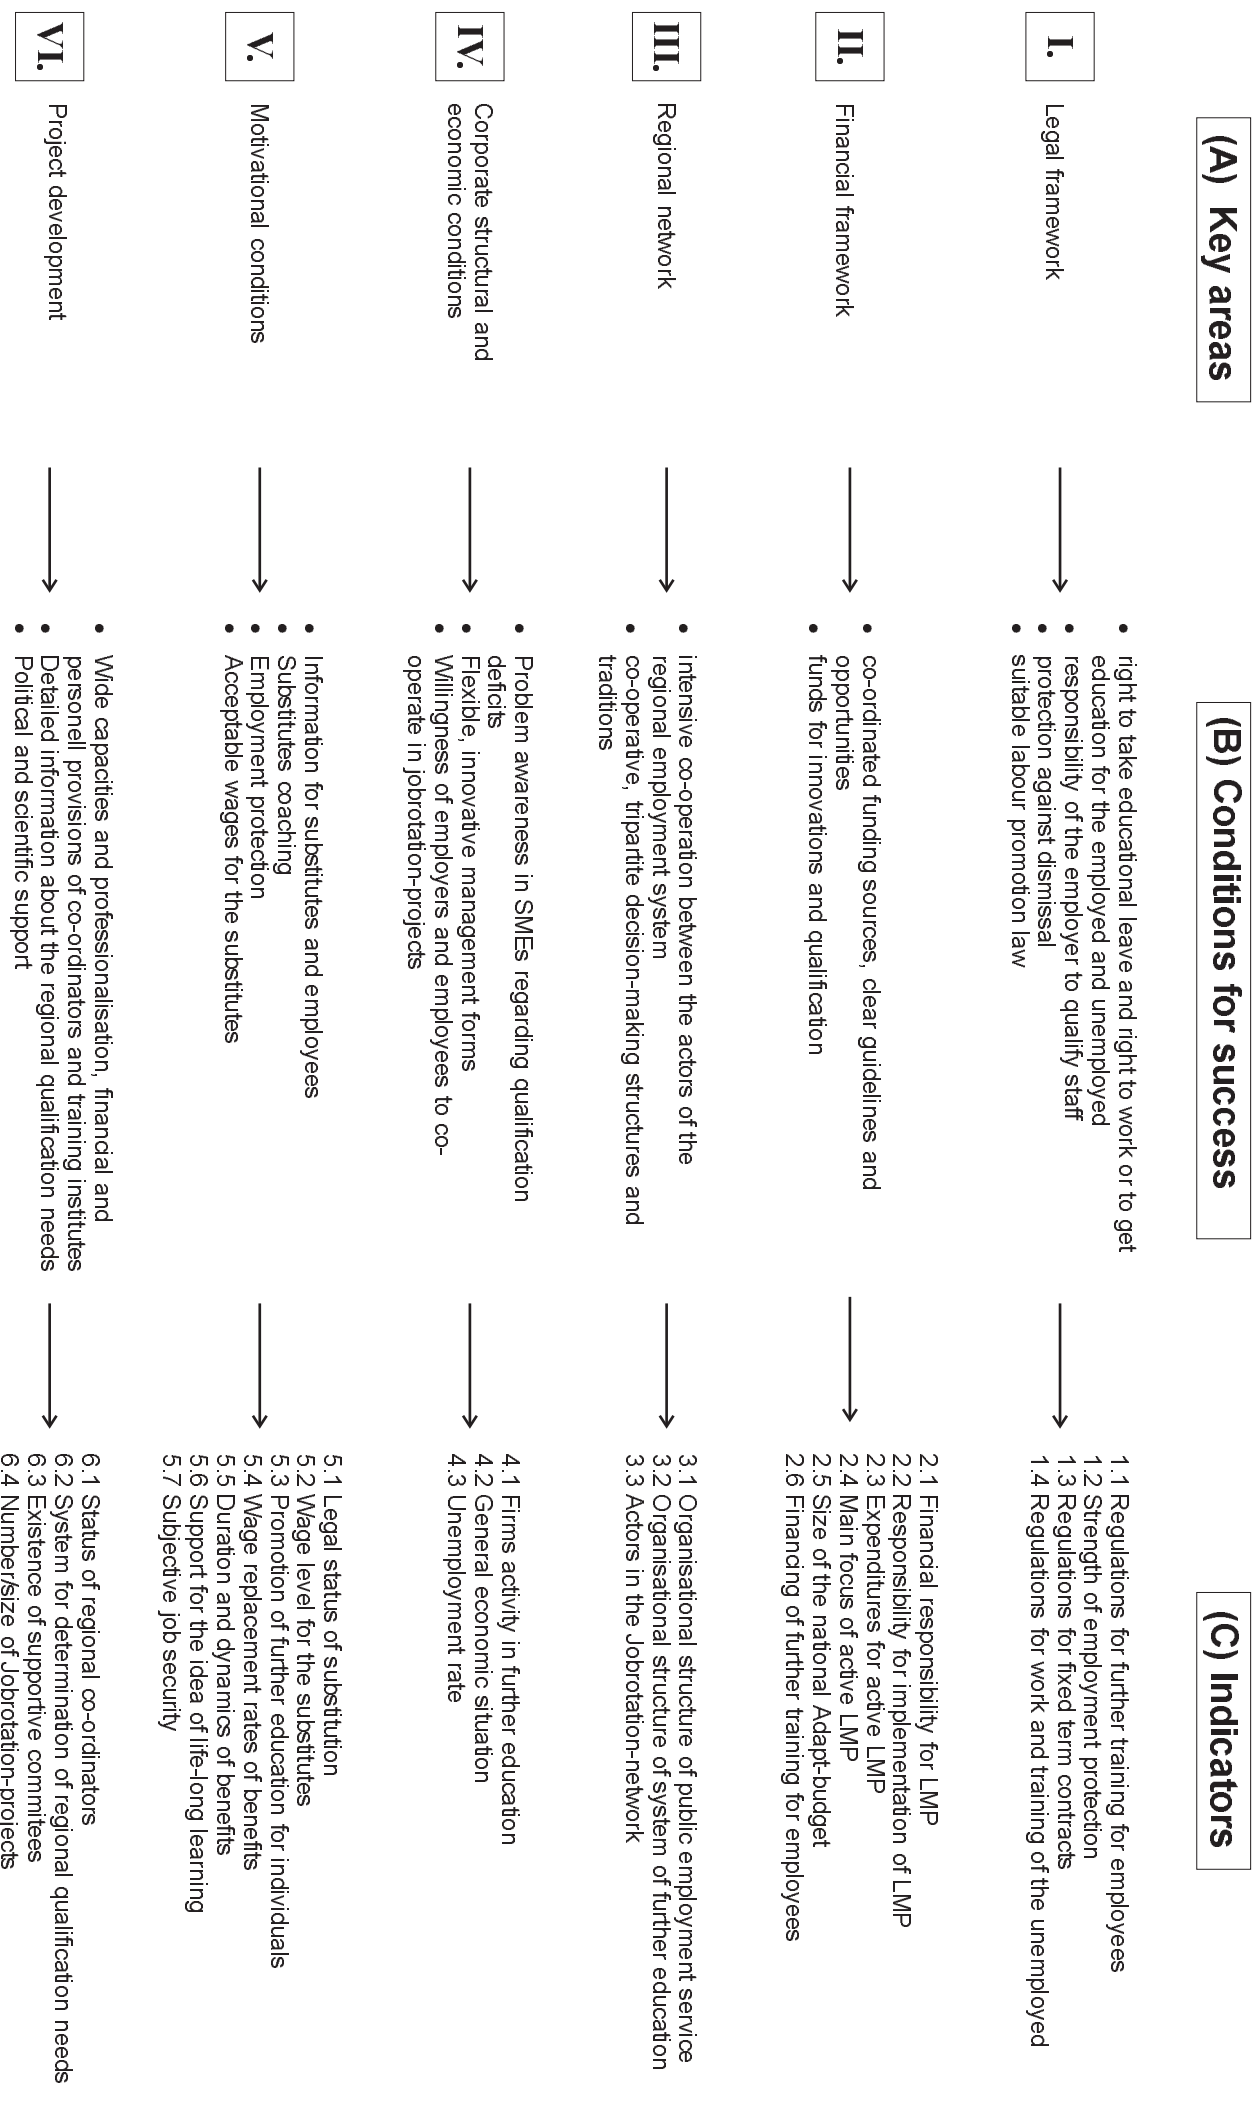 (A) Key areas
(B) Conditions for success
(C) Indicators
I.
Legal framework
• right to take educational leave and right to work or to get
education for the employed and unemployed
• responsibility of the employer to qualify staff
• protection against dismissal
• suitable labour promotion law
1.1 Regulations for further training for employees
1.2 Strength of employment protection
1.3 Regulations for fixed term contracts
1.4 Regulations for work and training of the unemployed
II.
Financial framework
• co-ordinated funding sources, clear guidelines and
opportunities
• funds for innovations and qualification
2.1 Financial responsibility for LMP
2.2 Responsibility for implementation of LMP
2.3 Expenditures for active LMP
2.4 Main focus of active LMP
2.5 Size of the national Adapt-budget
2.6 Financing of further training for employees
III.
Regional network
• intensive co-operation between the actors of the
regional employment system
• co-operative, tripartite decision-making structures and
traditions
3.1 Organisational structure of public employment service
3.2 Organisational structure of system of further education
3.3 Actors in the Jobrotation-network
IV.
Corporate structural and
economic conditions
• Problem awareness in SMEs regarding qualification
deficits
• Flexible, innovative management forms
• Willingness of employers and employees to co-
operate in jobrotation-projects
4.1 Firms activity in further education
4.2 General economic situation
4.3 Unemployment rate
V.
Motivational conditions
• Information for substitutes and employees
• Substitutes coaching
• Employment protection
• Acceptable wages for the substitutes
5.1 Legal status of substitution
5.2 Wage level for the substitutes
5.3 Promotion of further education for individuals
5.4 Wage replacement rates of benefits
5.5 Duration and dynamics of benefits
5.6 Support for the idea of life-long learning
5.7 Subjective job security
VI.
Project development
• Wide capacities and professionalisation, financial and
personell provisions of co-ordinators and training institutes
• Detailed information about the regional qualification needs
• Political and scientific support
6.1 Status of regional co-ordinators
6.2 System for determination of regional qualification needs
6.3 Existence of supportive commitees
6.4 Number/size of Jobrotation-projects